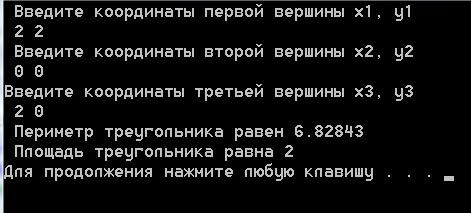 Введите координаты первой вершины x1, y1
2 2
Введите координаты второй вершины x2, y2
0 0
Введите координаты третьей вершины x3, y3
2 0
Периметр треугольника равен 6.82843
Площадь треугольника равна 2
Для продолжения нажмите любую клавишу . . . _